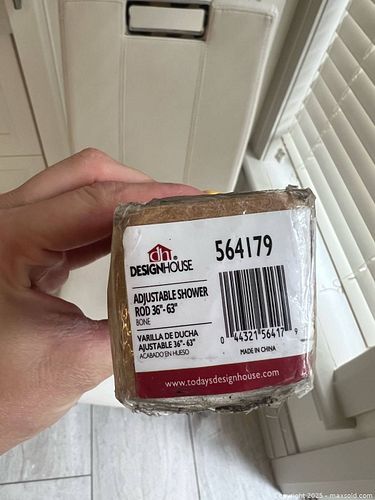 dh®
DESIGNHOUSE
564179
ADJUSTABLE SHOWER
ROD 36"- 63"
BONE
VARILLA DE DUCHA
AJUSTABLE 36"- 63"
ACABADO EN HUESO
0 44321 56417 9
MADE IN CHINA
www.todaysdesignhouse.com
Copyright 2025 - maxsold.com